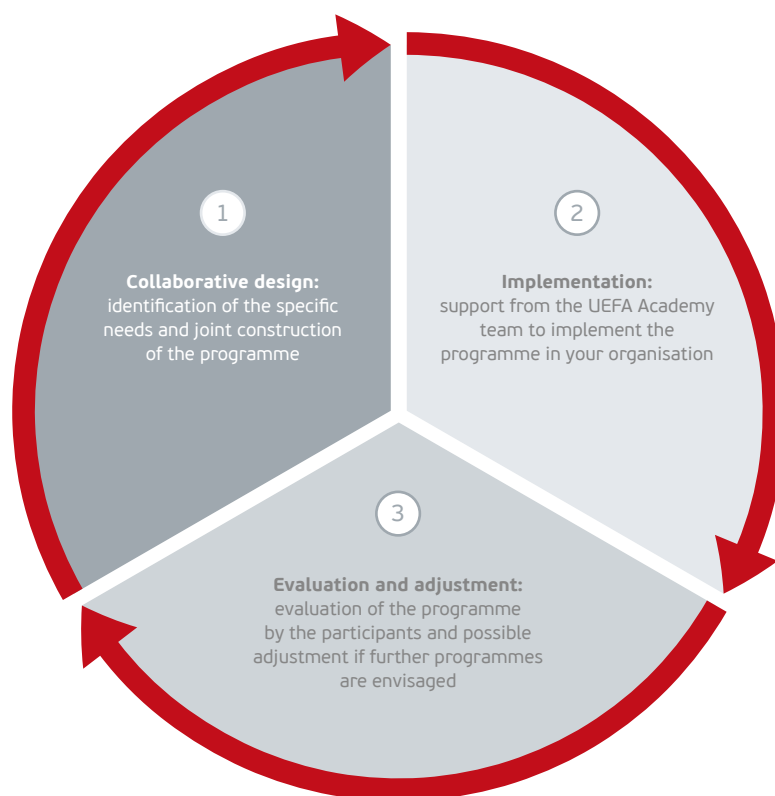 1
Collaborative design:
identification of the specific
needs and joint construction
of the programme
2
Implementation:
support from the UEFA Academy
team to implement the
programme in your organisation
3
Evaluation and adjustment:
evaluation of the programme
by the participants and possible
adjustment if further programmes
are envisaged